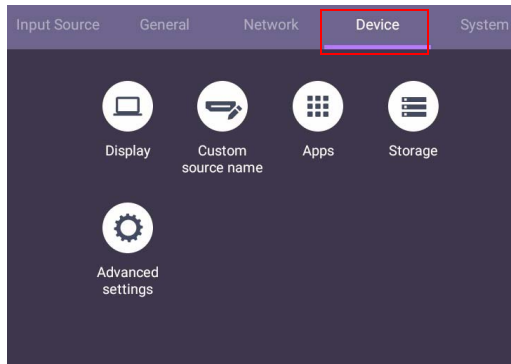 Input Source General Network Device System
Display Custom source name Apps Storage
Advanced
settings